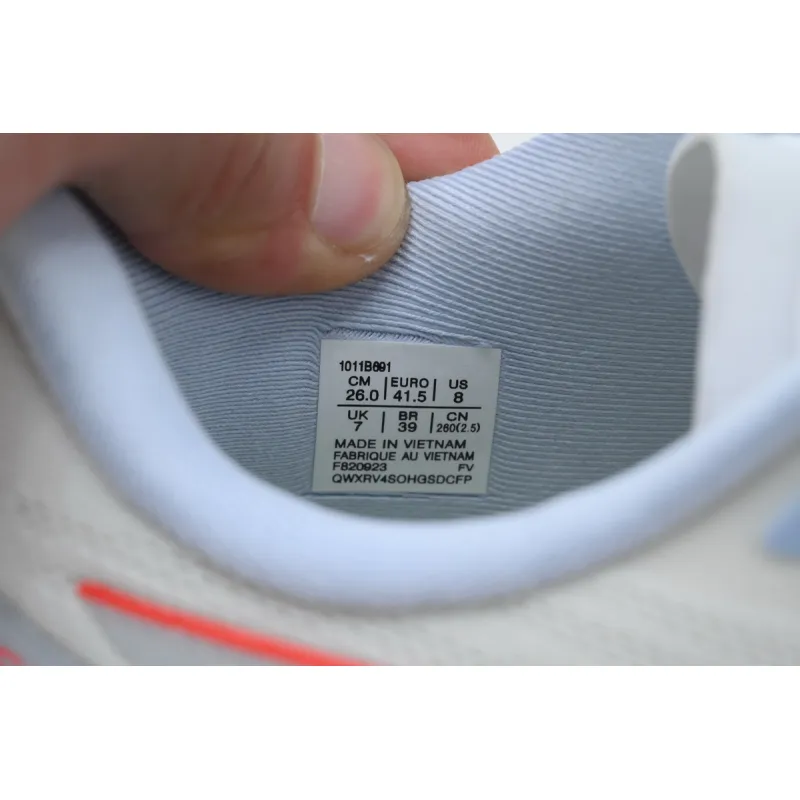 1011B691
CM | EURO | US
26.0 | 41.5 | 8
UK | BR | CN
7 | 39 | 260(2.5)
MADE IN VIETNAM
FABRIQUE AU VIETNAM
F820923 FV
QWXRV4SOHGSDCFP